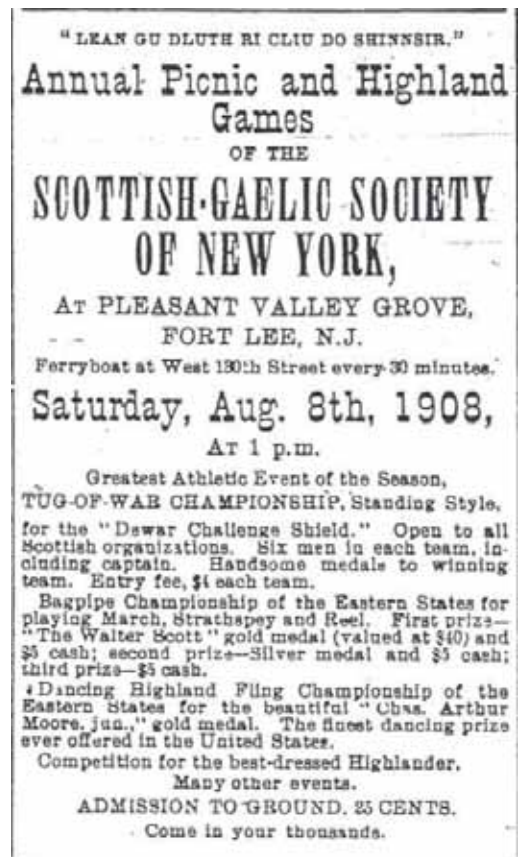 "LEAN GU DLUTH RI CLIU DO SHINNSIR."
Annual Picnic and Highland
Games
OF THE
SCOTTISH-GAELIC SOCIETY
OF NEW YORK,
AT PLEASANT VALLEY GROVE,
FORT LEE, N.J.
Ferryboat at West 130th Street every 30 minutes.
Saturday, Aug. 8th, 1908,
AT 1 p.m.
Greatest Athletic Event of the Season,
TUG-OF-WAR CHAMPIONSHIP, Standing Style,
for the "Dewar Challenge Shield." Open to all
Scottish organizations. Six men in each team, in-
cluding captain. Handsome medals to winning
team. Entry fee, $4 each team.
Bagpipe Championship of the Eastern States for
playing March, Strathspey and Reel. First prize—
"The Walter Scott" gold medal (valued at $40) and
$5 cash; second prize—Silver medal and $5 cash;
third prize—$5 cash.
Dancing Highland Fling Championship of the
Eastern States for the beautiful "Chas. Arthur
Moore, jun.," gold medal. The finest dancing prize
ever offered in the United States.
Competition for the best-dressed Highlander.
Many other events.
ADMISSION TO GROUND, 25 CENTS.
Come in your thousands.